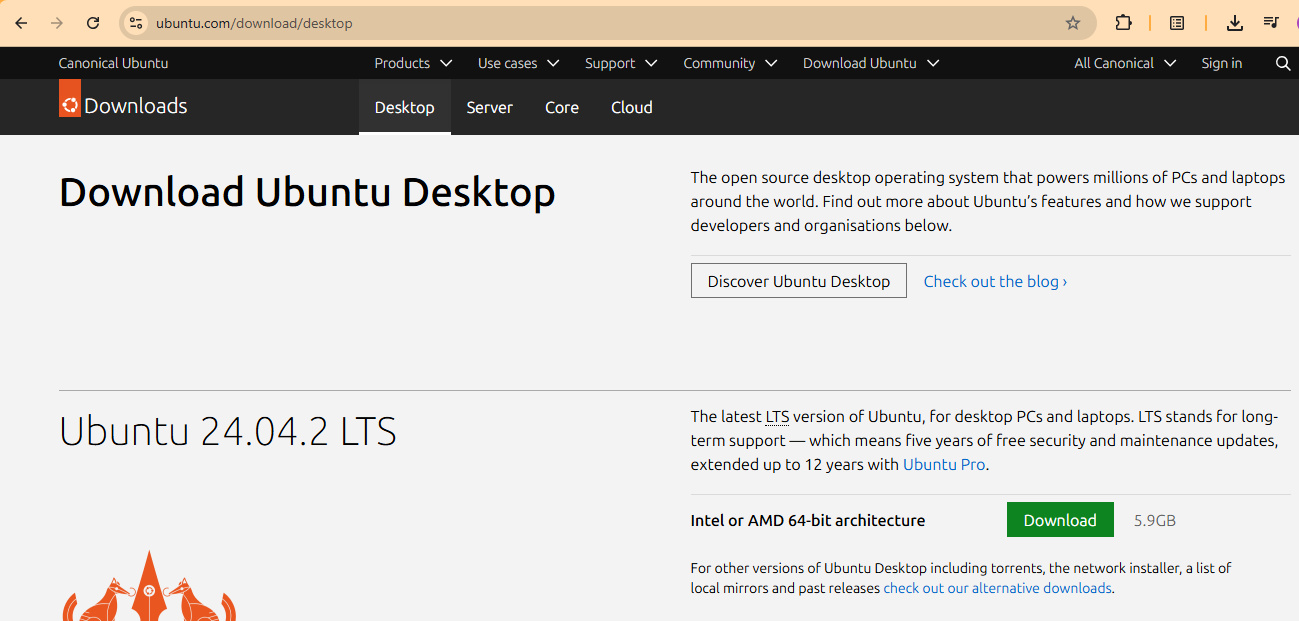 ubuntu.com/download/desktop
Canonical Ubuntu Products Use cases Support Community Download Ubuntu All Canonical Sign in
Downloads Desktop Server Core Cloud
Download Ubuntu Desktop
The open source desktop operating system that powers millions of PCs and laptops
around the world. Find out more about Ubuntu’s features and how we support
developers and organisations below.
Discover Ubuntu Desktop Check out the blog ›
Ubuntu 24.04.2 LTS
The latest LTS version of Ubuntu, for desktop PCs and laptops. LTS stands for long-
term support — which means five years of free security and maintenance updates,
extended up to 12 years with Ubuntu Pro.
Intel or AMD 64-bit architecture Download 5.9GB
For other versions of Ubuntu Desktop including torrents, the network installer, a list of
local mirrors and past releases check out our alternative downloads.